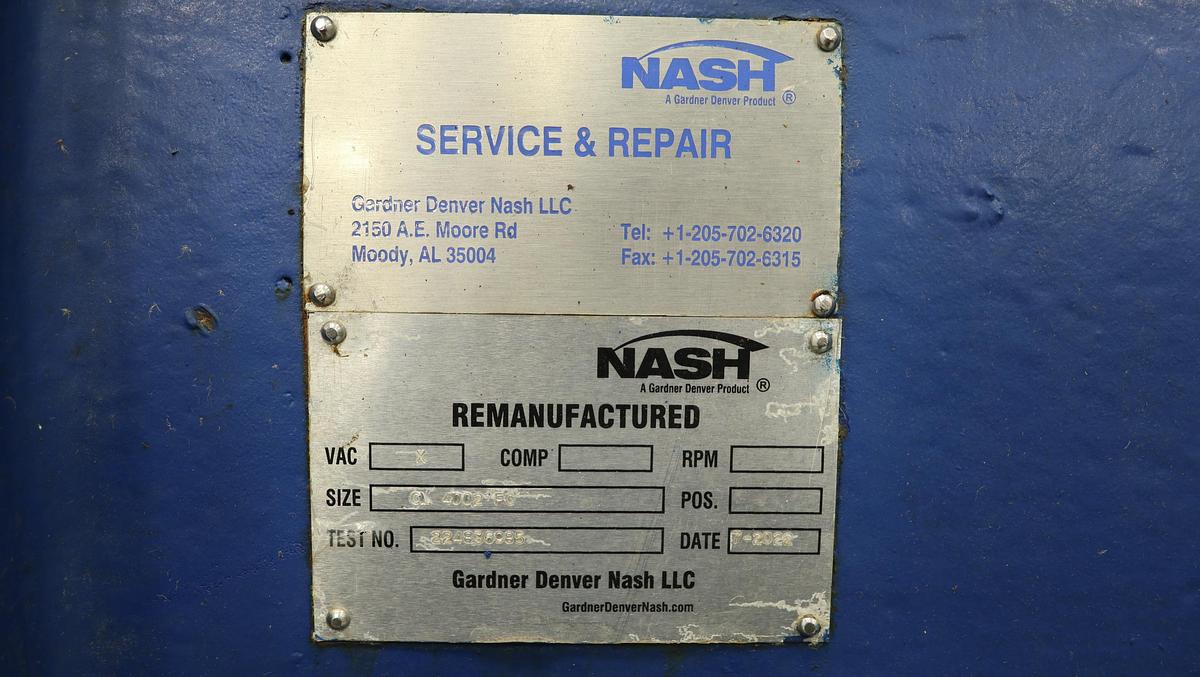 NASH
A Gardner Denver Product ®
SERVICE & REPAIR
Gardner Denver Nash LLC
2150 A.E. Moore Rd
Moody, AL 35004
Tel: +1-205-702-6320
Fax: +1-205-702-6315
NASH
A Gardner Denver Product ®
REMANUFACTURED
VAC X COMP RPM
SIZE 4002 POS.
TEST NO. DATE
Gardner Denver Nash LLC
GardnerDenverNash.com